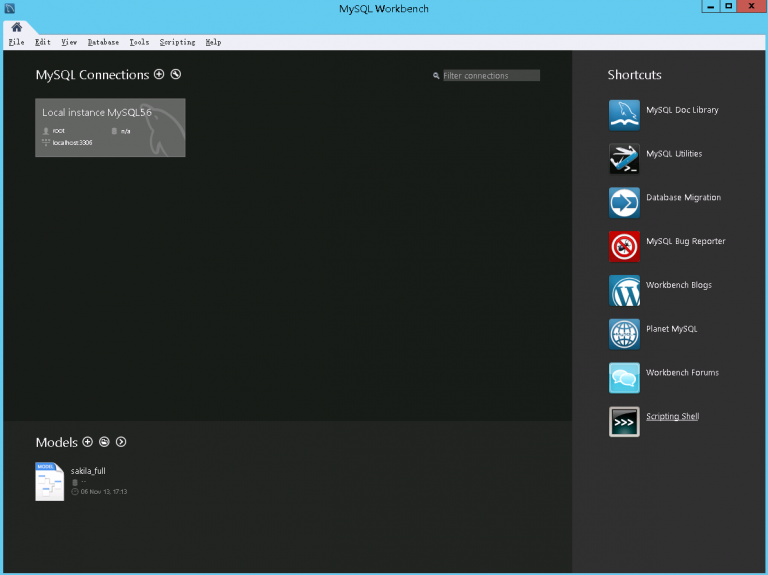 MySQL Workbench
File Edit View Database Tools Scripting Help
MySQL Connections
Filter connections
Local instance MySQL56
root
n/a
localhost:3306
Shortcuts
MySQL Doc Library
MySQL Utilities
Database Migration
MySQL Bug Reporter
Workbench Blogs
Planet MySQL
Workbench Forums
>>> Scripting Shell
Models
MODEL
sakila_full
--
06 Nov 13, 17:13